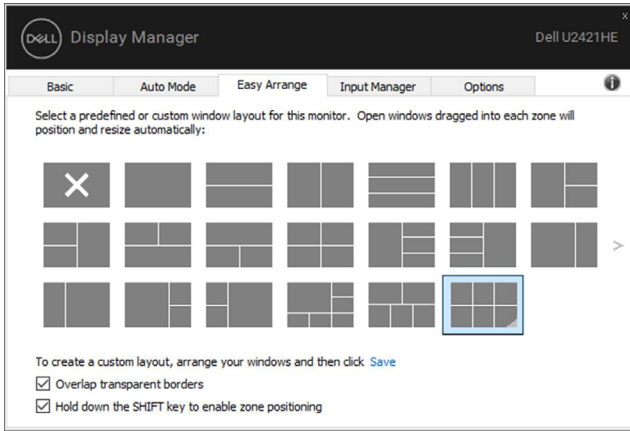 x
DELL Display Manager
Dell U2421HE
Basic Auto Mode Easy Arrange Input Manager Options
Select a predefined or custom window layout for this monitor. Open windows dragged into each zone will
position and resize automatically:
To create a custom layout, arrange your windows and then click Save
Overlap transparent borders
Hold down the SHIFT key to enable zone positioning